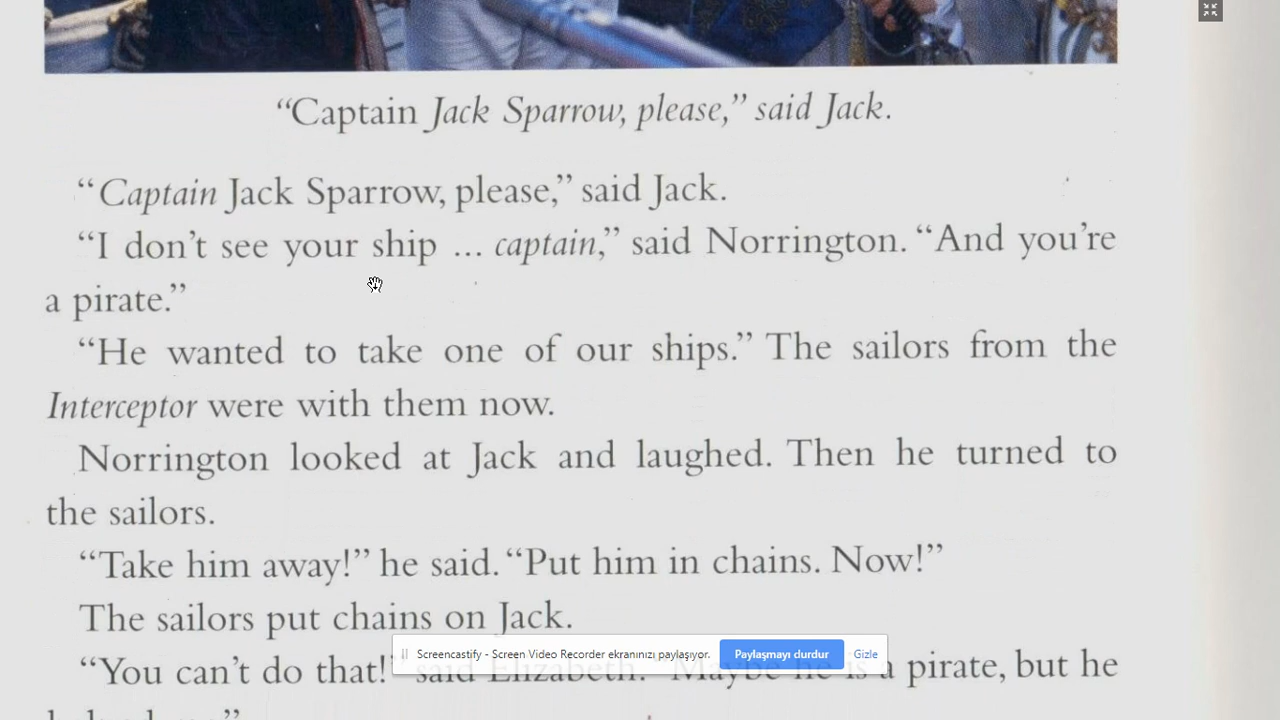 “Captain Jack Sparrow, please,” said Jack.
“Captain Jack Sparrow, please,” said Jack.
“I don’t see your ship ... captain,” said Norrington. “And you’re
a pirate.”
“He wanted to take one of our ships.” The sailors from the
Interceptor were with them now.
Norrington looked at Jack and laughed. Then he turned to
the sailors.
“Take him away!” he said. “Put him in chains. Now!”
The sailors put chains on Jack.
Screencastify - Screen Video Recorder ekranınızı paylaşıyor. Paylaşmayı durdur Gizle
“You can’t do that!” said Elizabeth. “Maybe he is a pirate, but he